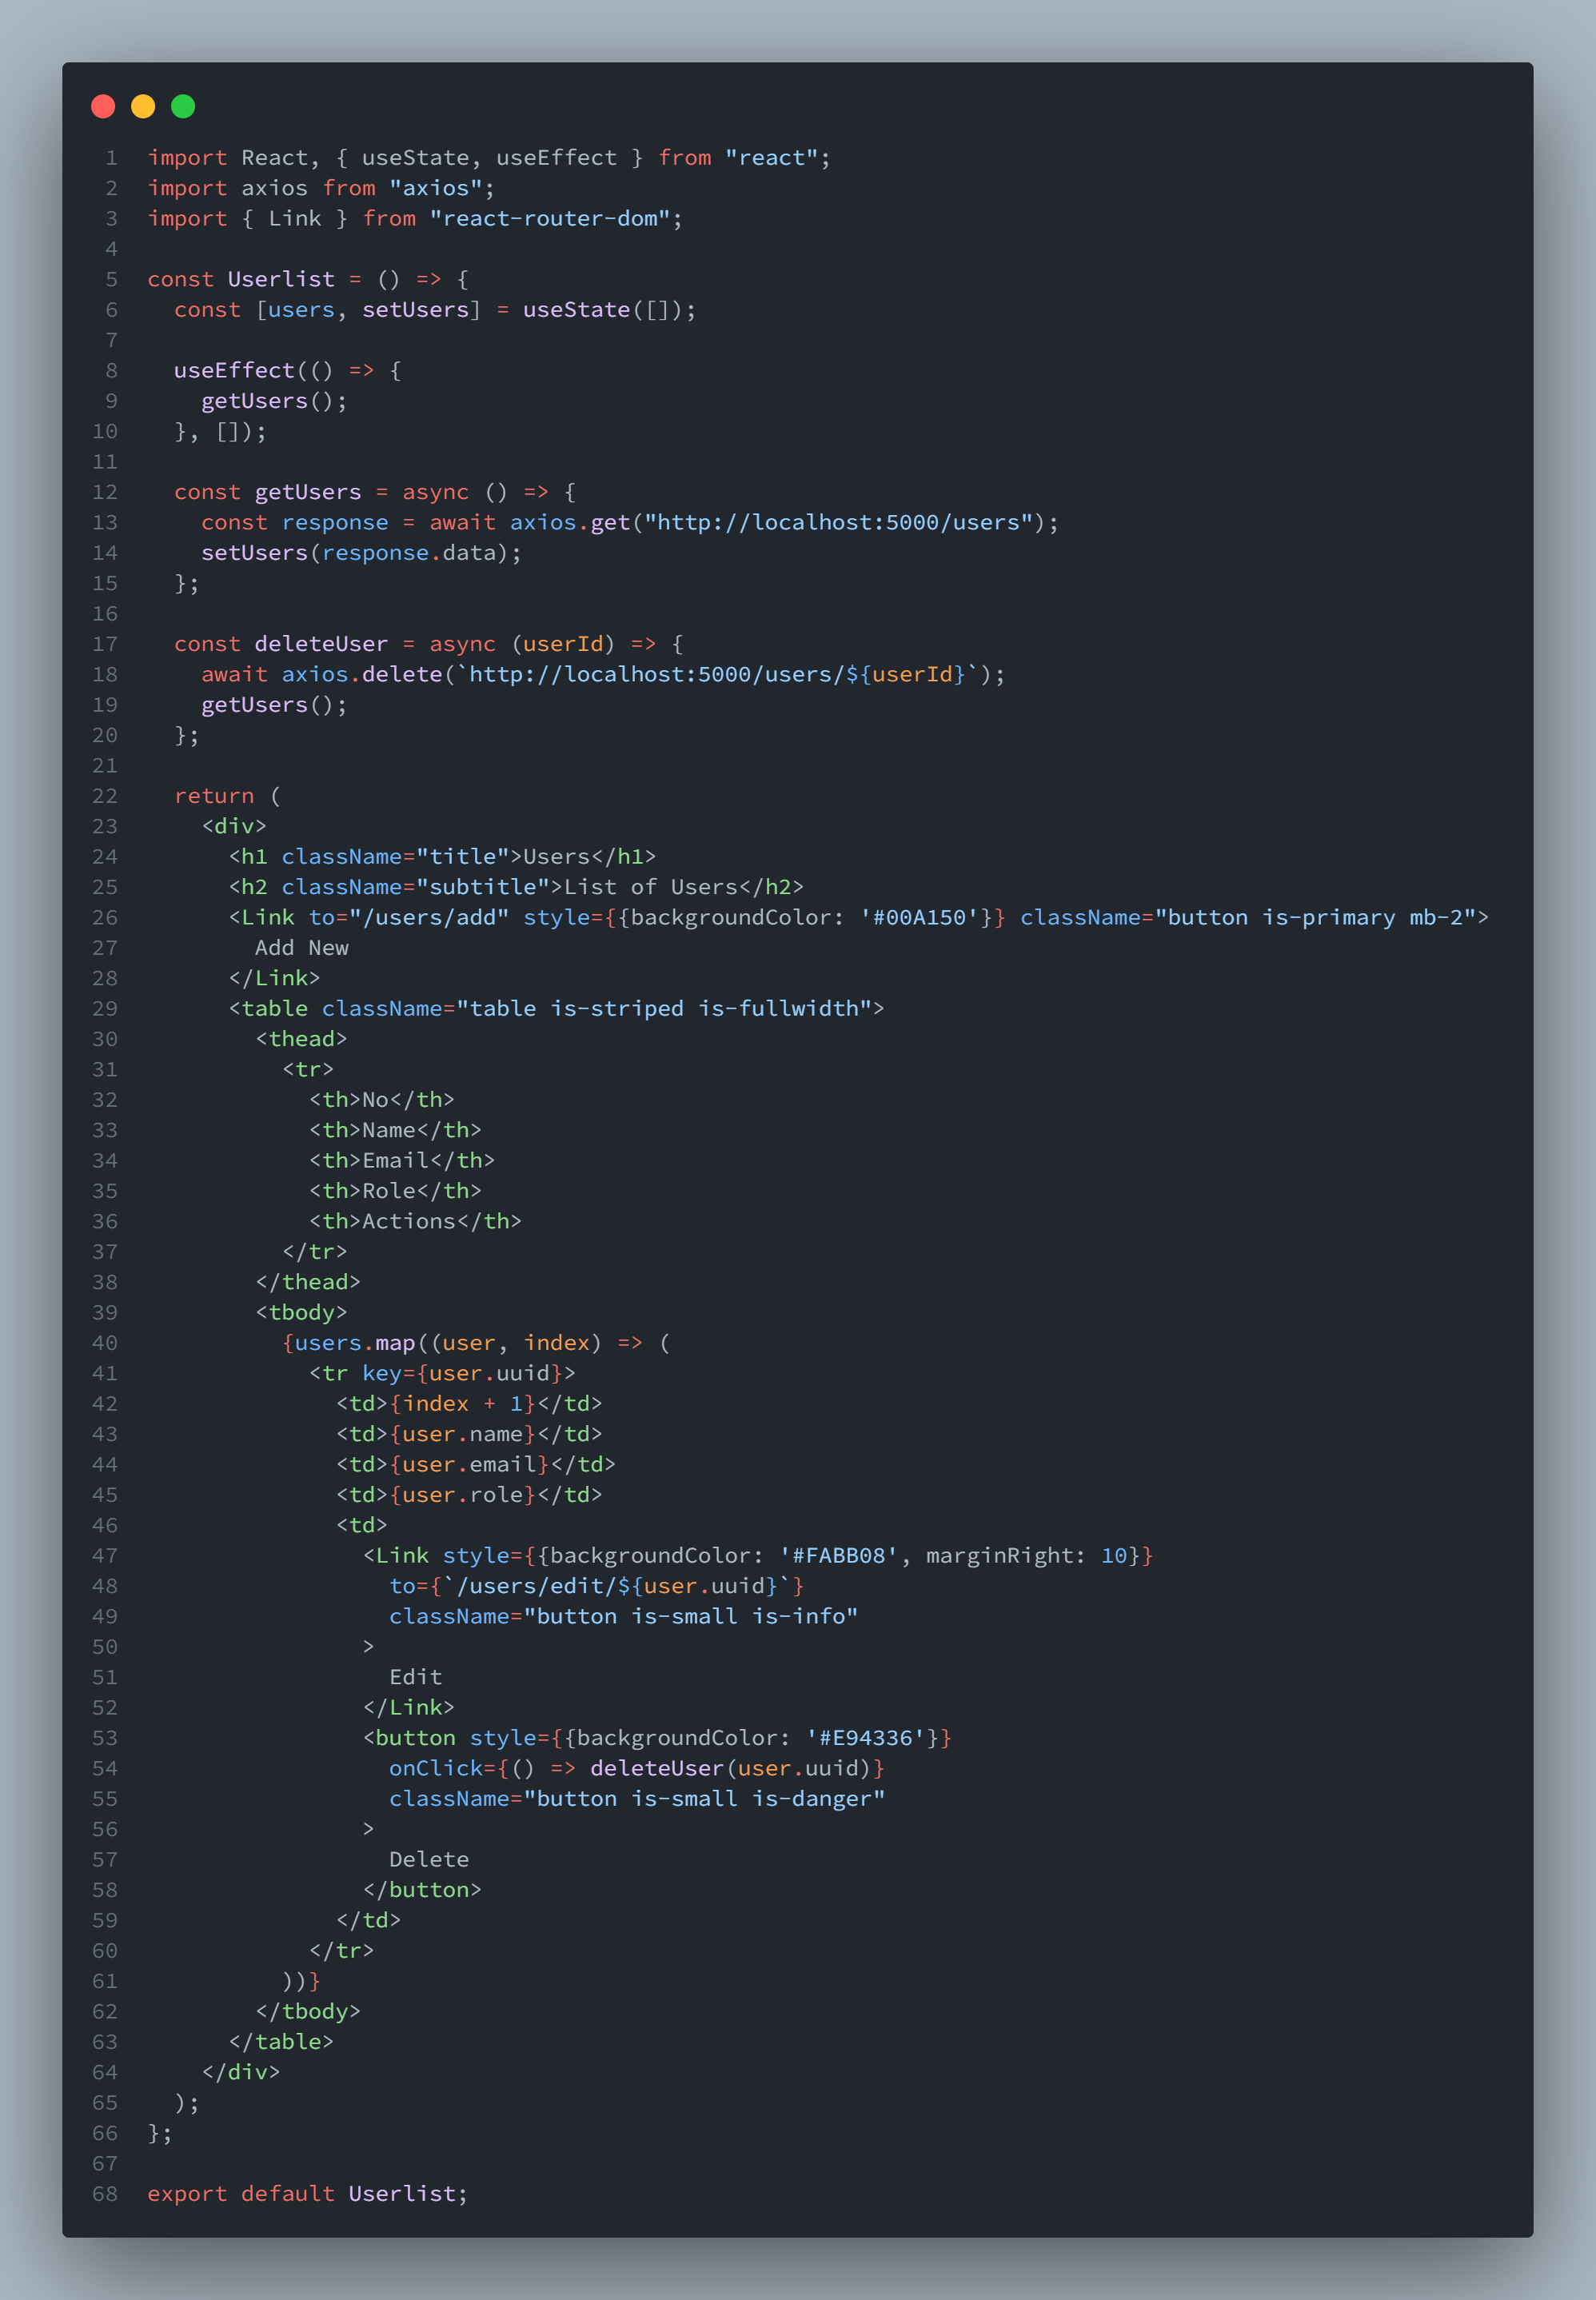 1 import React, { useState, useEffect } from "react";
2 import axios from "axios";
3 import { Link } from "react-router-dom";
4
5 const Userlist = () => {
6   const [users, setUsers] = useState([]);
7
8   useEffect(() => {
9     getUsers();
10   }, []);
11
12   const getUsers = async () => {
13     const response = await axios.get("http://localhost:5000/users");
14     setUsers(response.data);
15   };
16
17   const deleteUser = async (userId) => {
18     await axios.delete(`http://localhost:5000/users/${userId}`);
19     getUsers();
20   };
21
22   return (
23     <div>
24       <h1 className="title">Users</h1>
25       <h2 className="subtitle">List of Users</h2>
26       <Link to="/users/add" style={{backgroundColor: '#00A150'}} className="button is-primary mb-2">
27         Add New
28       </Link>
29       <table className="table is-striped is-fullwidth">
30         <thead>
31           <tr>
32             <th>No</th>
33             <th>Name</th>
34             <th>Email</th>
35             <th>Role</th>
36             <th>Actions</th>
37           </tr>
38         </thead>
39         <tbody>
40           {users.map((user, index) => (
41             <tr key={user.uuid}>
42               <td>{index + 1}</td>
43               <td>{user.name}</td>
44               <td>{user.email}</td>
45               <td>{user.role}</td>
46               <td>
47                 <Link style={{backgroundColor: '#FABB08', marginRight: 10}}
48                   to={`/users/edit/${user.uuid}`}
49                   className="button is-small is-info"
50                 >
51                   Edit
52                 </Link>
53                 <button style={{backgroundColor: '#E94336'}}
54                   onClick={() => deleteUser(user.uuid)}
55                   className="button is-small is-danger"
56                 >
57                   Delete
58                 </button>
59               </td>
60             </tr>
61           ))}
62         </tbody>
63       </table>
64     </div>
65   );
66 };
67
68 export default Userlist;